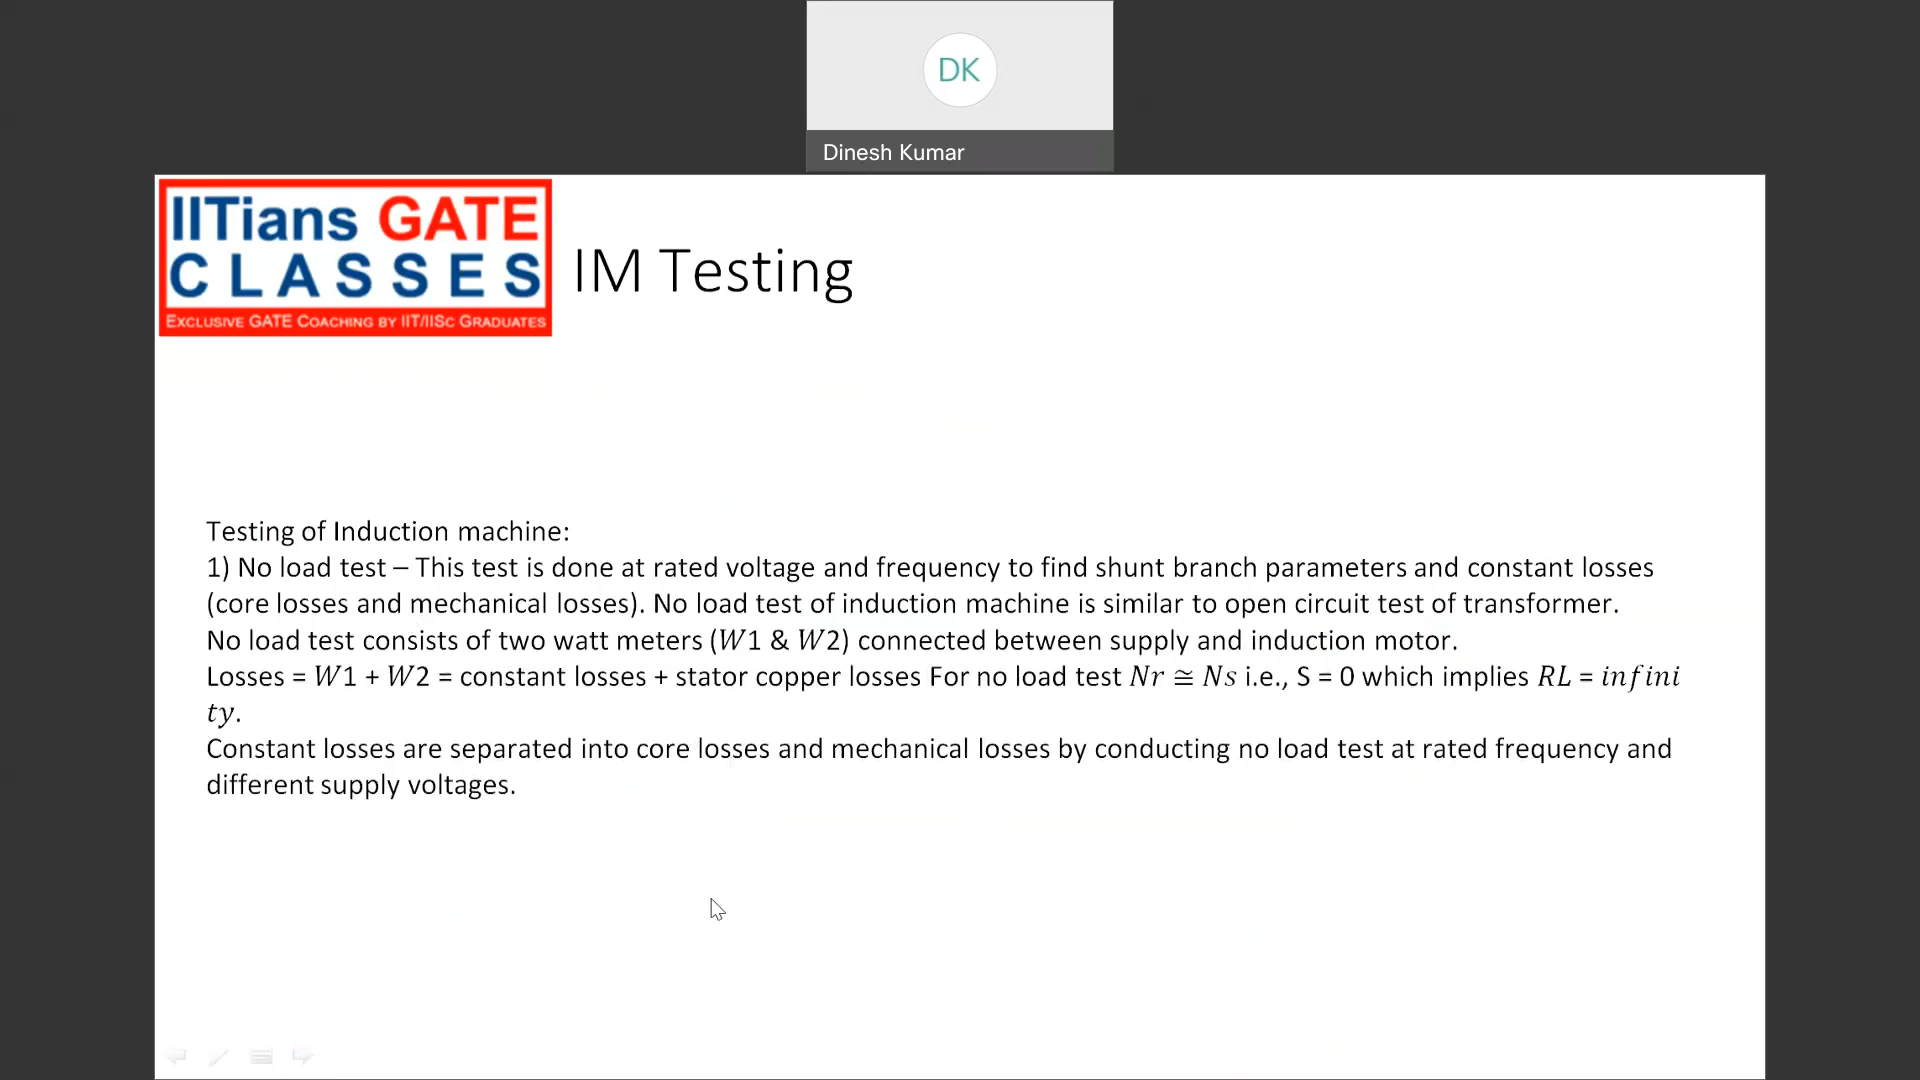 DK
Dinesh Kumar
IITians GATE
CLASSES
EXCLUSIVE GATE COACHING BY IIT/IISC GRADUATES
IM Testing
Testing of Induction machine:
1) No load test – This test is done at rated voltage and frequency to find shunt branch parameters and constant losses
(core losses and mechanical losses). No load test of induction machine is similar to open circuit test of transformer.
No load test consists of two watt meters (𝑊1 & 𝑊2) connected between supply and induction motor.
Losses = 𝑊1 + 𝑊2 = constant losses + stator copper losses For no load test 𝑁𝑟 ≅ 𝑁𝑠 i.e., S = 0 which implies 𝑅𝐿 = 𝑖𝑛𝑓𝑖𝑛𝑖
𝑡𝑦.
Constant losses are separated into core losses and mechanical losses by conducting no load test at rated frequency and
different supply voltages.